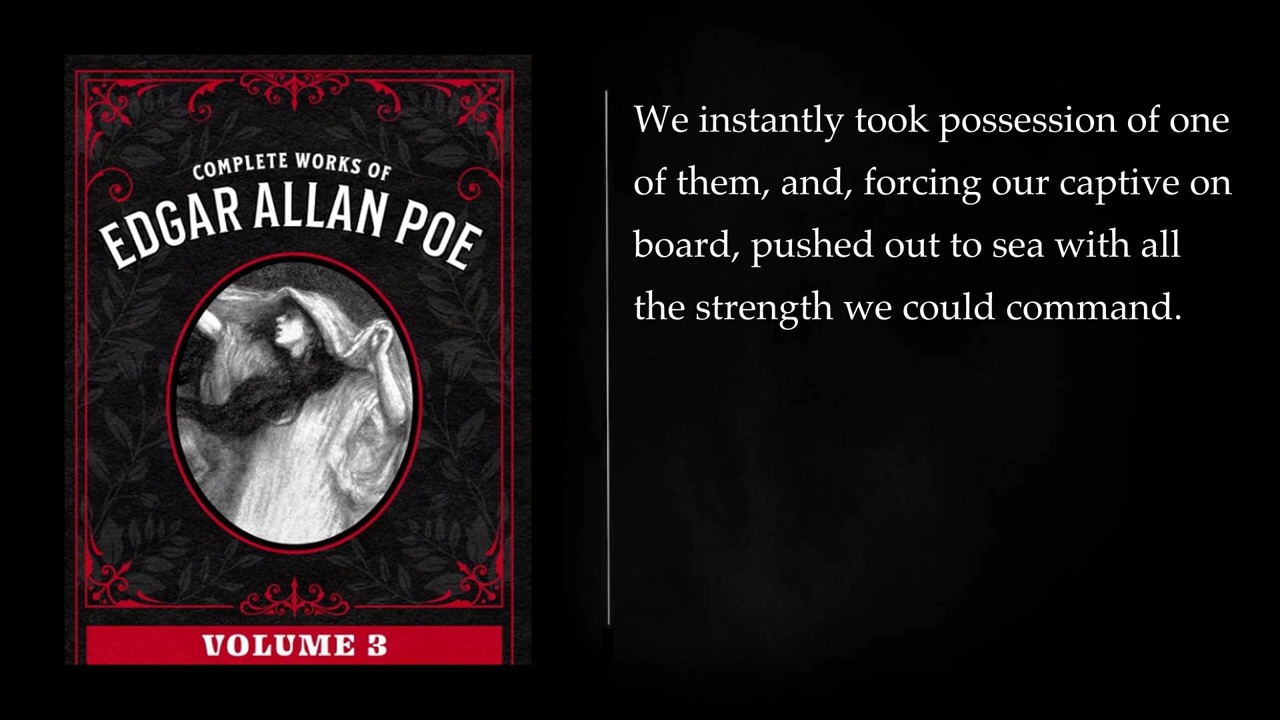 COMPLETE WORKS OF
EDGAR ALLAN POE
VOLUME 3
We instantly took possession of one
of them, and, forcing our captive on
board, pushed out to sea with all
the strength we could command.